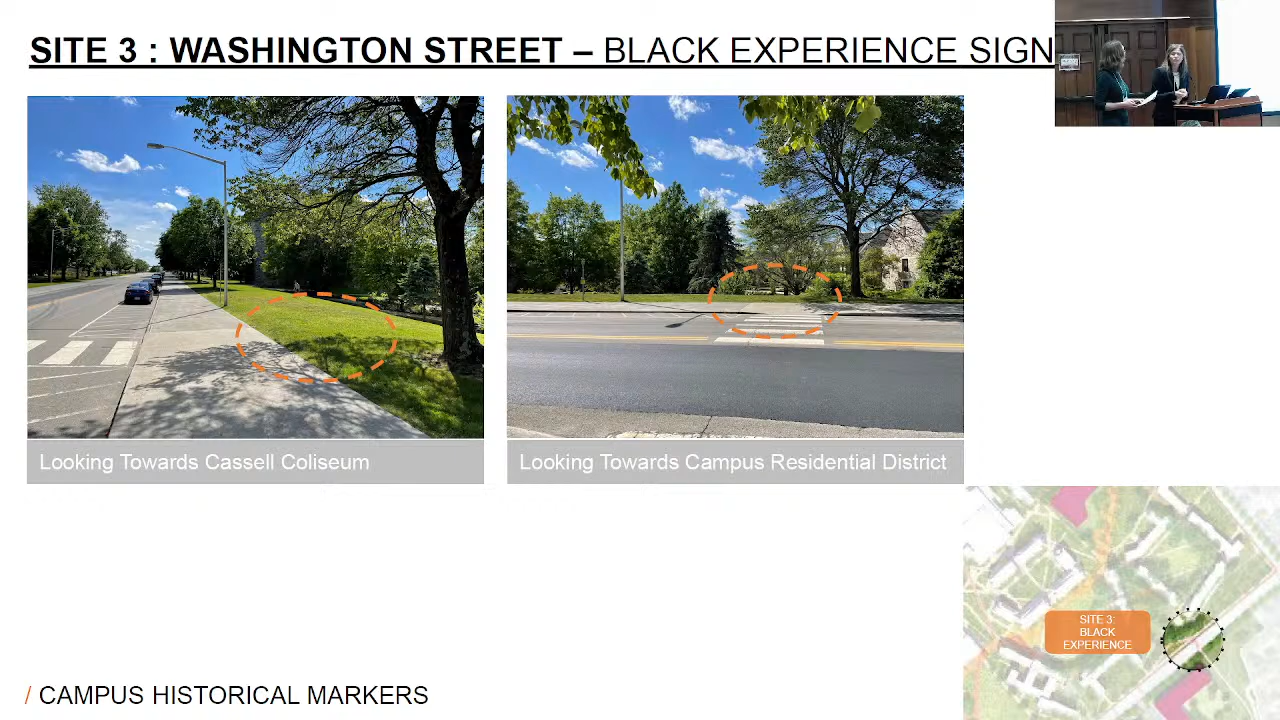 SITE 3 : WASHINGTON STREET – BLACK EXPERIENCE SIGN
Looking Towards Cassell Coliseum
Looking Towards Campus Residential District
SITE 3:
BLACK
EXPERIENCE
/ CAMPUS HISTORICAL MARKERS